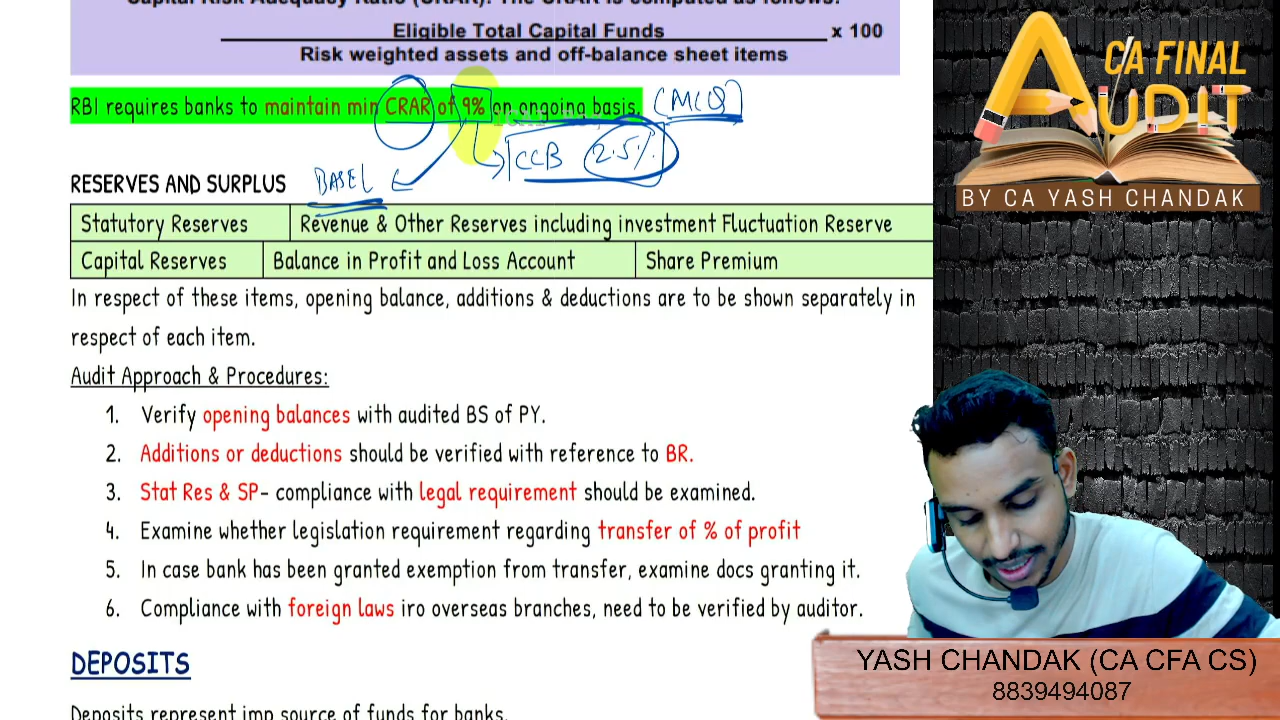 Capital Risk Adequacy Ratio (CRAR). The CRAR is computed as follows:
Eligible Total Capital Funds x 100
Risk weighted assets and off-balance sheet items
RBI requires banks to maintain min CRAR of 9% on ongoing basis. (MCQ)
CCB 2.5%.
BASEL
RESERVES AND SURPLUS
Statutory Reserves Revenue & Other Reserves including investment Fluctuation Reserve
Capital Reserves Balance in Profit and Loss Account Share Premium
In respect of these items, opening balance, additions & deductions are to be shown separately in
respect of each item.
Audit Approach & Procedures:
1. Verify opening balances with audited BS of PY.
2. Additions or deductions should be verified with reference to BR.
3. Stat Res & SP- compliance with legal requirement should be examined.
4. Examine whether legislation requirement regarding transfer of % of profit
5. In case bank has been granted exemption from transfer, examine docs granting it.
6. Compliance with foreign laws iro overseas branches, need to be verified by auditor.
DEPOSITS
Deposits represent imp source of funds for banks.
CA FINAL
AUDIT
BY CA YASH CHANDAK
YASH CHANDAK (CA CFA CS)
8839494087